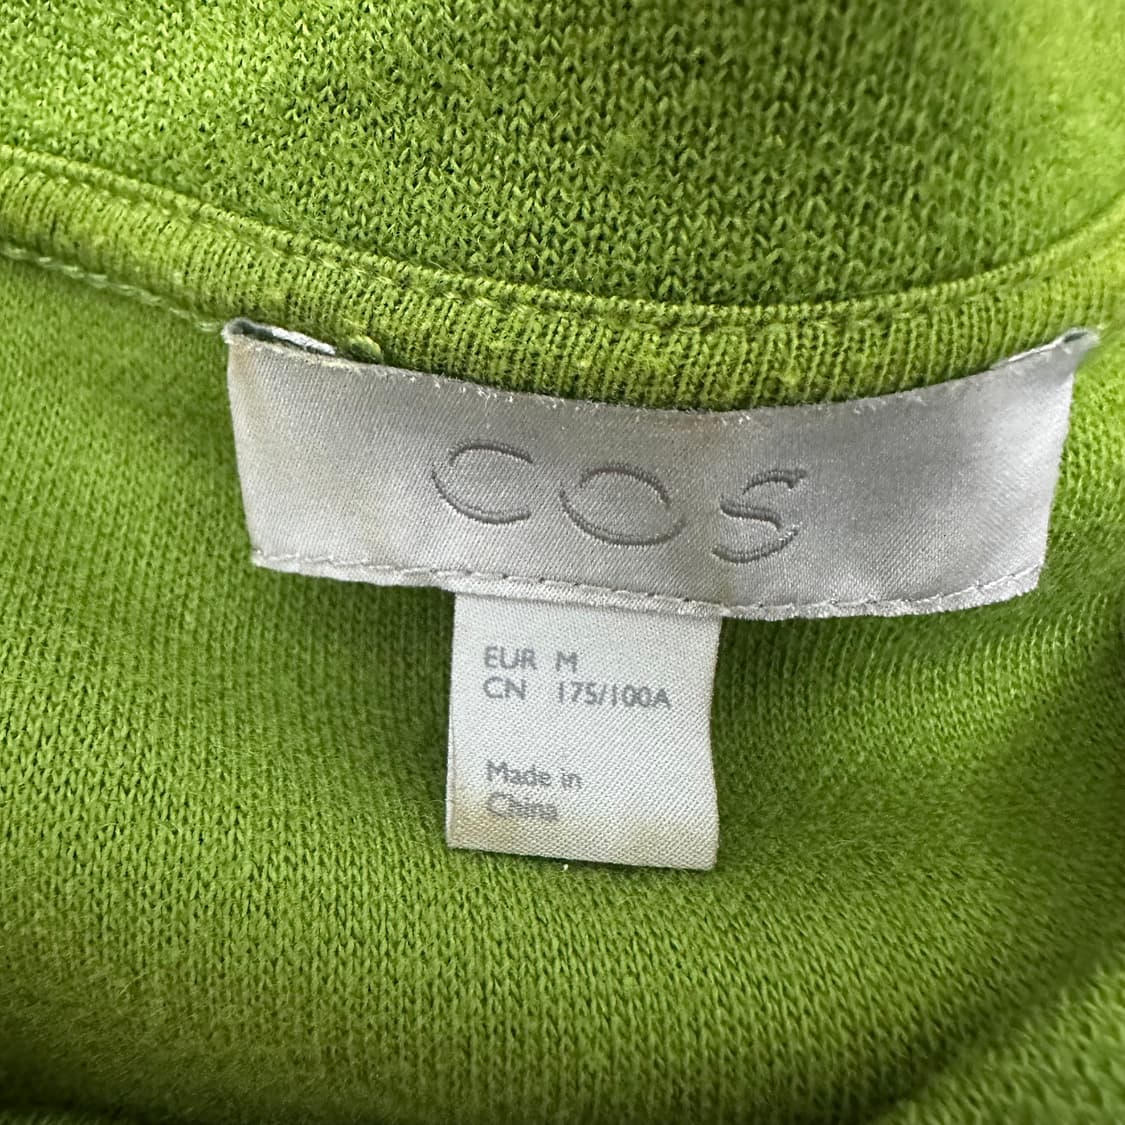 COS
EUR M
CN 175/100A
Made in
China